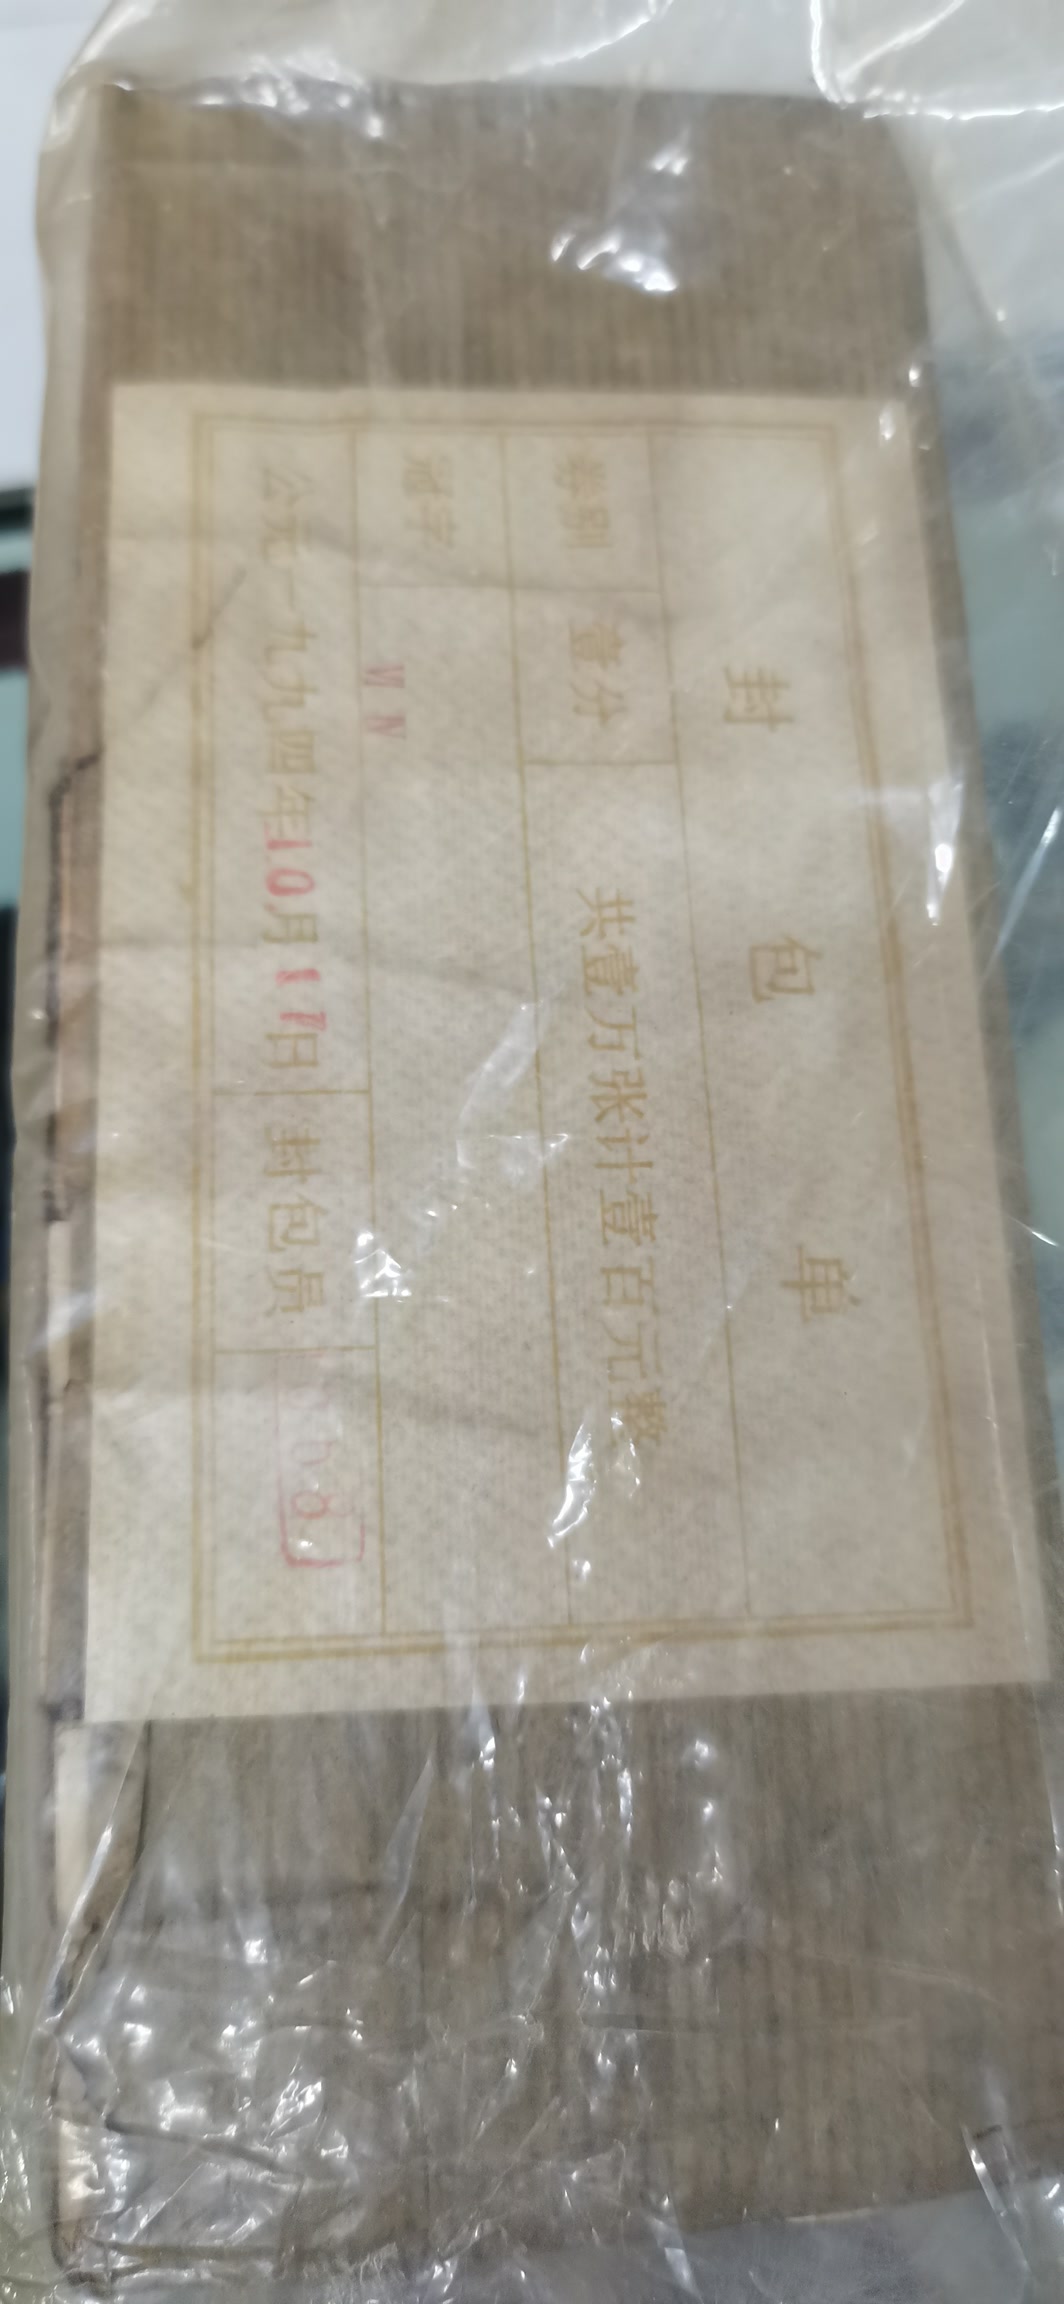 封包单
券别 壹分 共壹万张计壹百元整
冠字 VI N
公元一九九四年10月17日 封包员